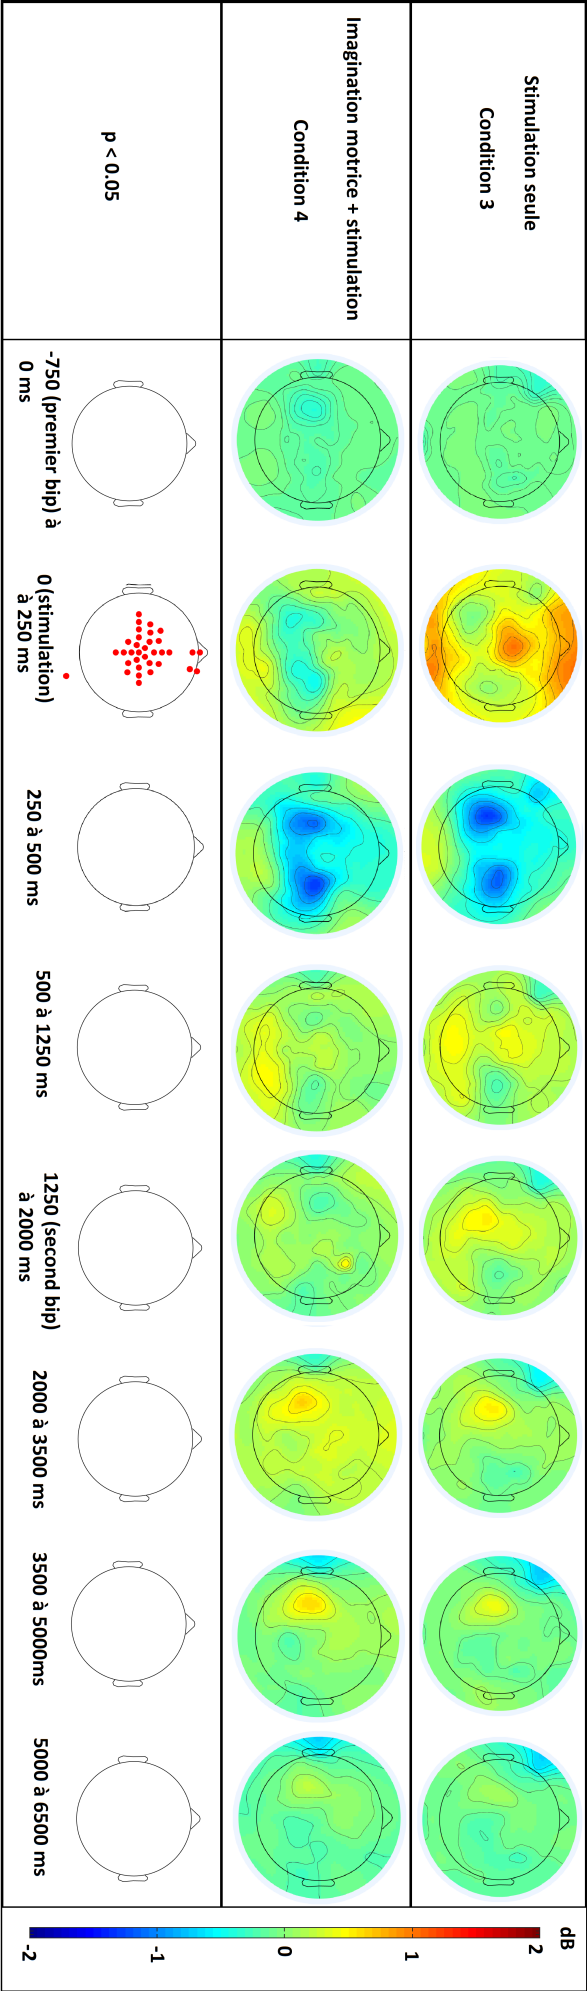 Stimulation seule
Condition 3
Imagination motrice + stimulation
Condition 4
p < 0.05
-750 (premier bip) à
0 ms
0 (stimulation)
à 250 ms
250 à 500 ms
500 à 1250 ms
1250 (second bip)
à 2000 ms
2000 à 3500 ms
3500 à 5000ms
5000 à 6500 ms
dB
2
1
0
-1
-2